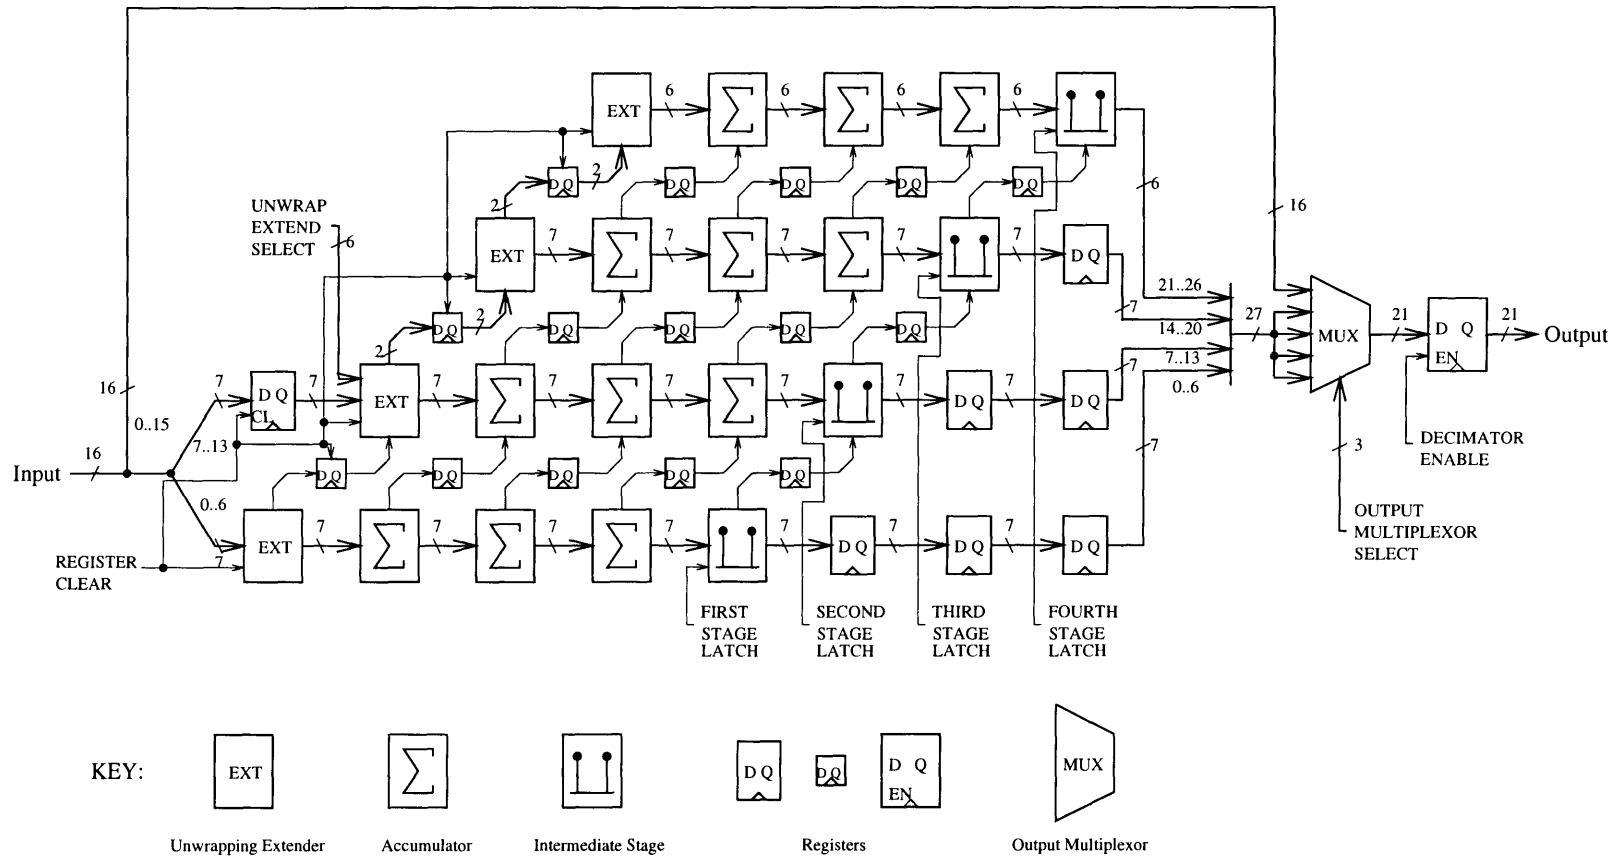 EXT
6
Σ
6
Σ
6
Σ
6
D Q
2
D Q
D Q
D Q
D Q
2
6
16
UNWRAP
EXTEND
SELECT
6
EXT
7
Σ
7
Σ
7
Σ
7
7
D Q
21..26
D Q
2
D Q
D Q
D Q
D Q
7
14..20
27
MUX
21
D Q
EN
21
Output
2
7..13
7
0..6
16
7
D Q
CL
7
EXT
7
Σ
7
Σ
7
Σ
7
7
D Q
7
D Q
0..15
7..13
3
DECIMATOR
ENABLE
Input
16
D Q
D Q
D Q
D Q
D Q
7
0..6
OUTPUT
MULTIPLEXOR
SELECT
7
EXT
7
Σ
7
Σ
7
Σ
7
7
D Q
7
D Q
7
D Q
REGISTER
CLEAR
FIRST
STAGE
LATCH
SECOND
STAGE
LATCH
THIRD
STAGE
LATCH
FOURTH
STAGE
LATCH
KEY:
EXT
Σ
D Q
D Q
D Q
EN
MUX
Unwrapping Extender
Accumulator
Intermediate Stage
Registers
Output Multiplexor